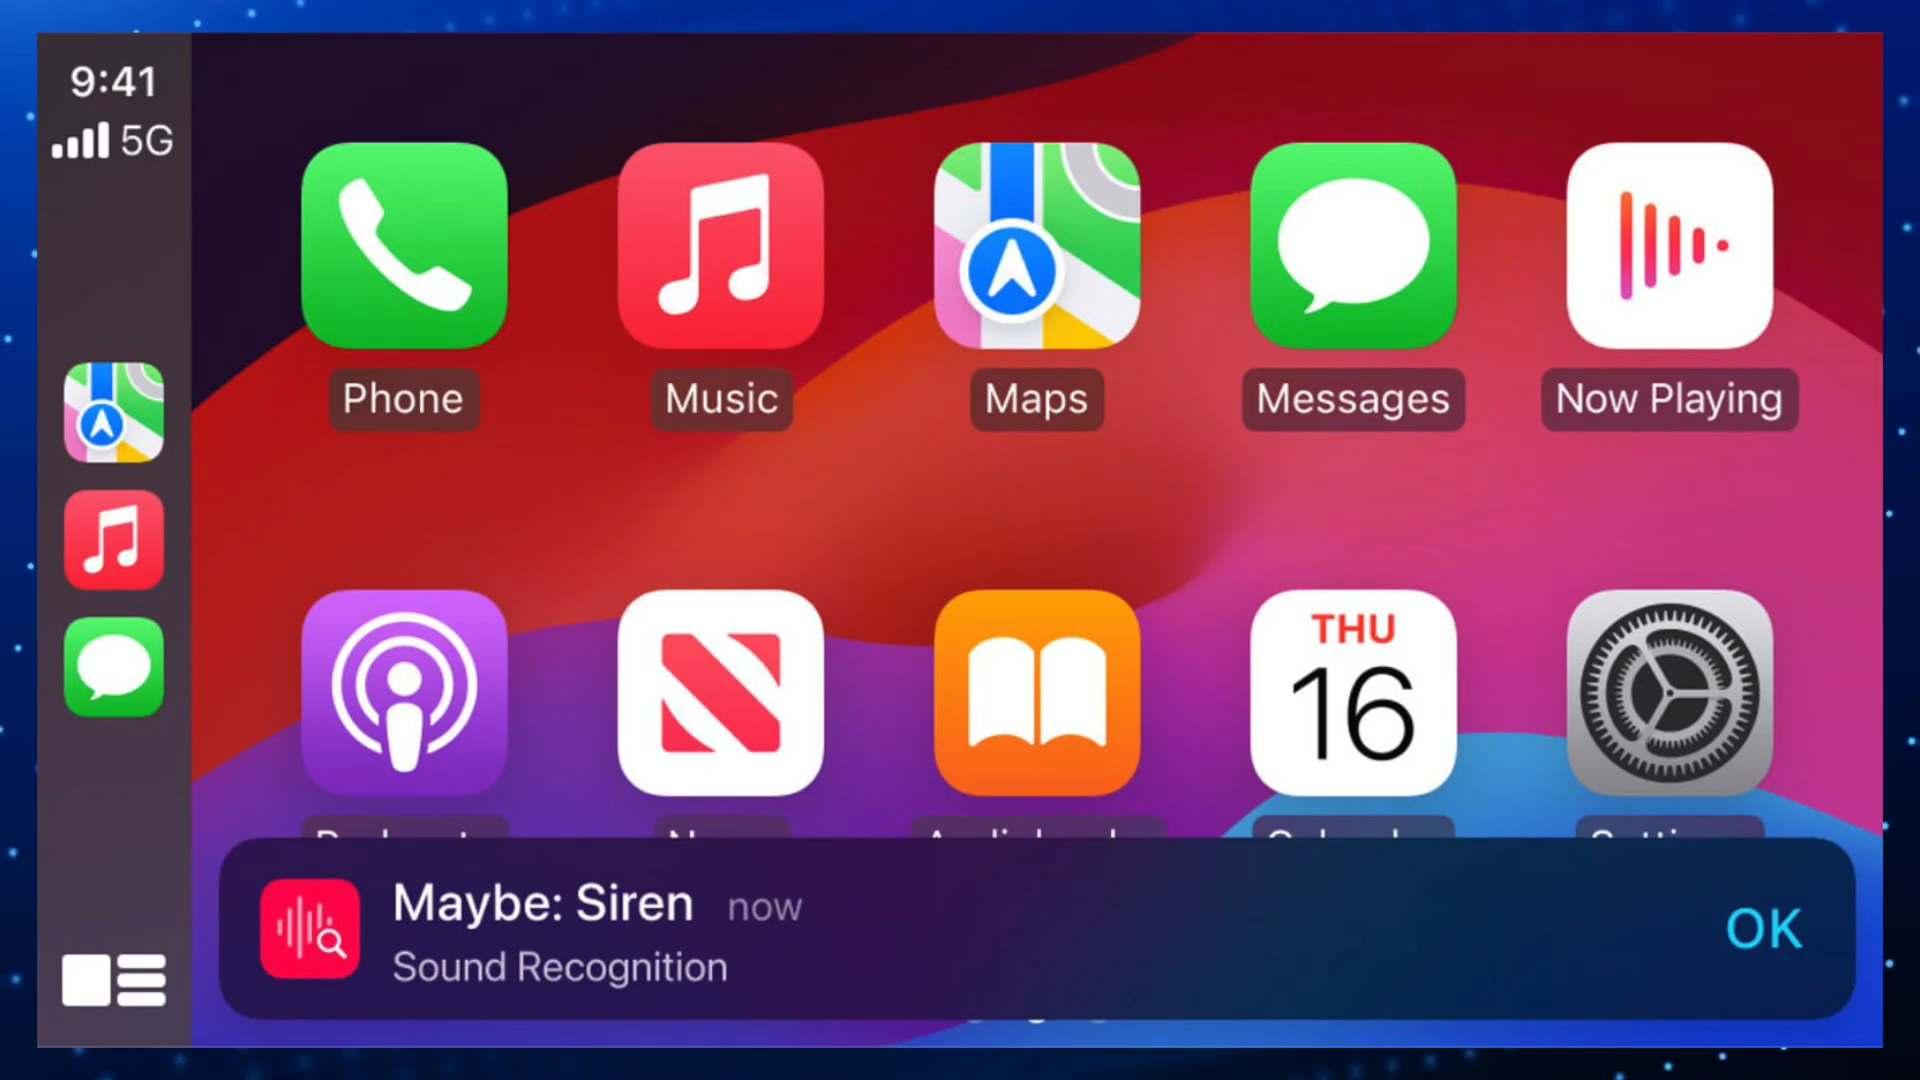 9:41
5G
Phone
Music
Maps
Messages
Now Playing
THU
16
Maybe: Siren now
Sound Recognition
OK